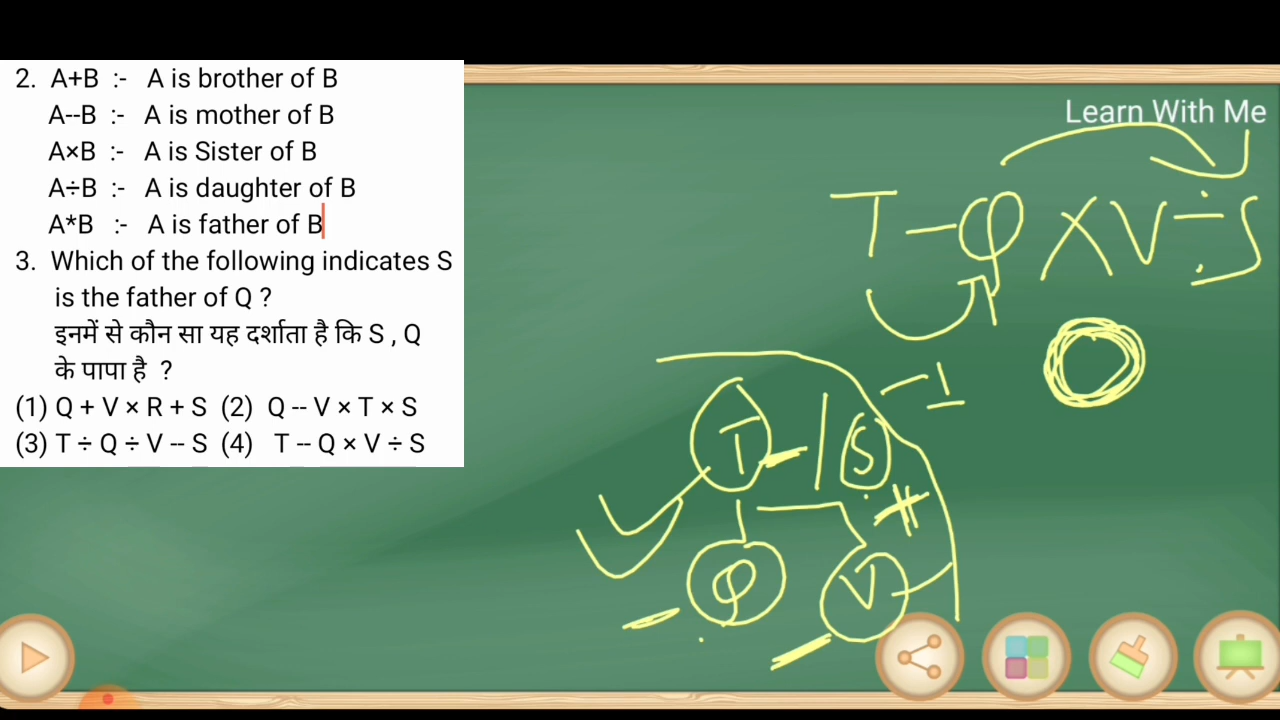 2. A+B :- A is brother of B
A--B :- A is mother of B
A×B :- A is Sister of B
A÷B :- A is daughter of B
A*B :- A is father of B
3. Which of the following indicates S
is the father of Q ?
इनमें से कौन सा यह दर्शाता है कि S , Q
के पापा है ?
(1) Q + V × R + S (2) Q -- V × T × S
(3) T ÷ Q ÷ V -- S (4) T -- Q × V ÷ S
Learn With Me
T - Q × V ÷ S
T S
Q V